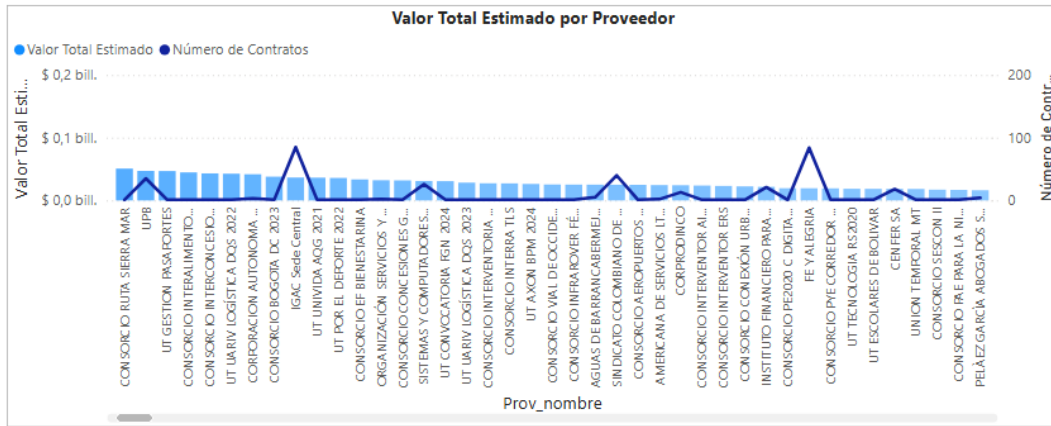 Valor Total Estimado por Proveedor
Valor Total Estimado Número de Contratos
$ 0,2 bill.
$ 0,1 bill.
$ 0,0 bill.
Valor Total Esti...
200
100
0
Número de Contr...
CONSORCIO RUTA SIERRA MAR
UPB
UT GESTION PASAPORTES
CONSORCIO INTERALIMENTO...
CONSORCIO INTERCONCESIO...
UT UARIV LOGÍSTICA DQS 2022
CORPORACION AUTONOMA...
CONSORCIO BOGOTA DC 2023
IGAC Sede Central
UT UNIVIDA AQG 2021
UT POR EL DEPORTE 2022
CONSORCIO EF BIENESTARINA
ORGANIZACIÓN SERVICIOS Y...
CONSORCIO CONCESIONES G...
SISTEMAS Y COMPUTADORES...
UT CONVOCATORIA FGN 2024
UT UARIV LOGÍSTICA DQS 2023
CONSORCIO INTERVENTORIA...
CONSORCIO INTERRA TLS
UT AXON BPM 2024
CONSORCIO VIAL DE OCCIDE...
CONSORCIO INFRAROVER FÉ...
AGUAS DE BARRANCABERMEJ...
SINDICATO COLOMBIANO DE...
CONSORCIO AEROPUERTOS...
AMERICANA DE SERVICIOS LT...
CORPRODINCO
CONSORCIO INTERVENTOR AI...
CONSORCIO INTERVENTOR ERS
CONSORCIO CONEXIÓN URB...
INSTITUTO FINANCIERO PARA...
CONSORCIO PE2020 C DIGITA...
FE Y ALEGRIA
CONSORCIO PYE CORREDOR...
UT TECNOLOGIA RS2020
UT ESCOLARES DE BOLIVAR
CENFER SA
UNION TEMPORAL MT
CONSORCIO SESCON II
CONSORCIO PAE PARA LA NI...
PELÁEZ GARCÍA ABOGADOS S...
Prov_nombre